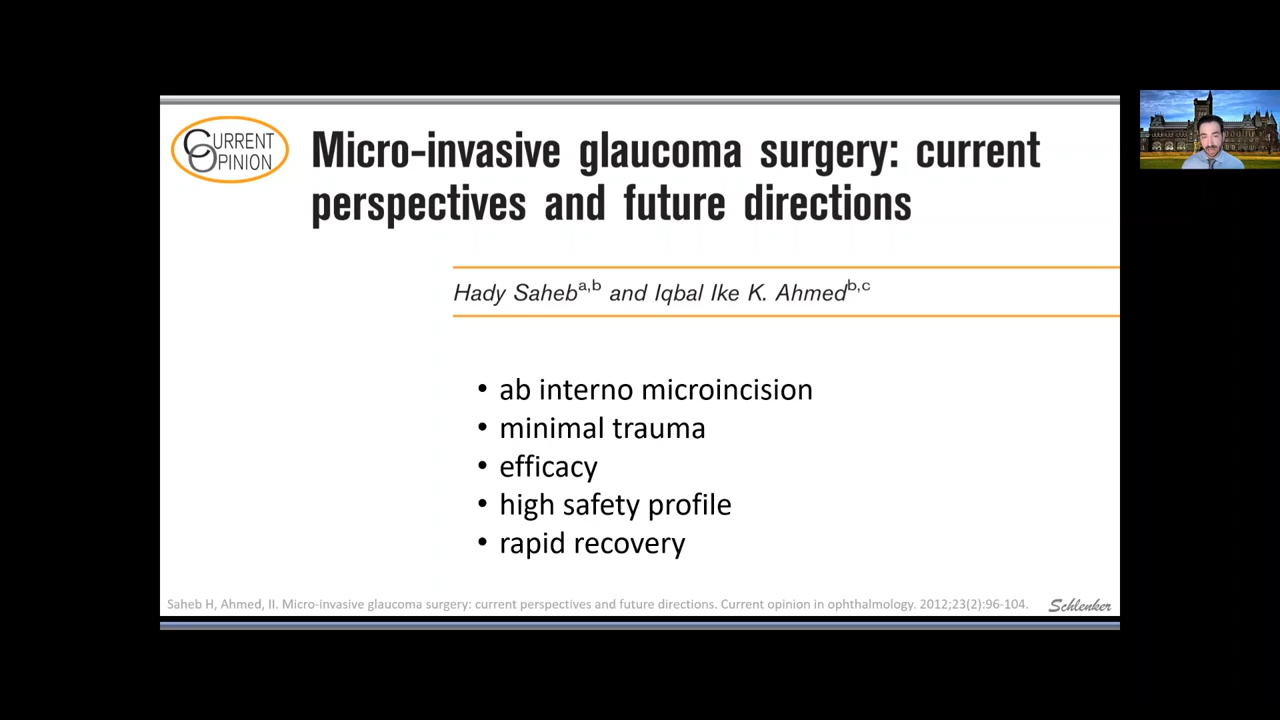 CURRENT
OPINION
Micro-invasive glaucoma surgery: current
perspectives and future directions
Hady Saheba,b and Iqbal Ike K. Ahmedb,c
• ab interno microincision
• minimal trauma
• efficacy
• high safety profile
• rapid recovery
Saheb H, Ahmed, II. Micro-invasive glaucoma surgery: current perspectives and future directions. Current opinion in ophthalmology. 2012;23(2):96-104.
Schlenker